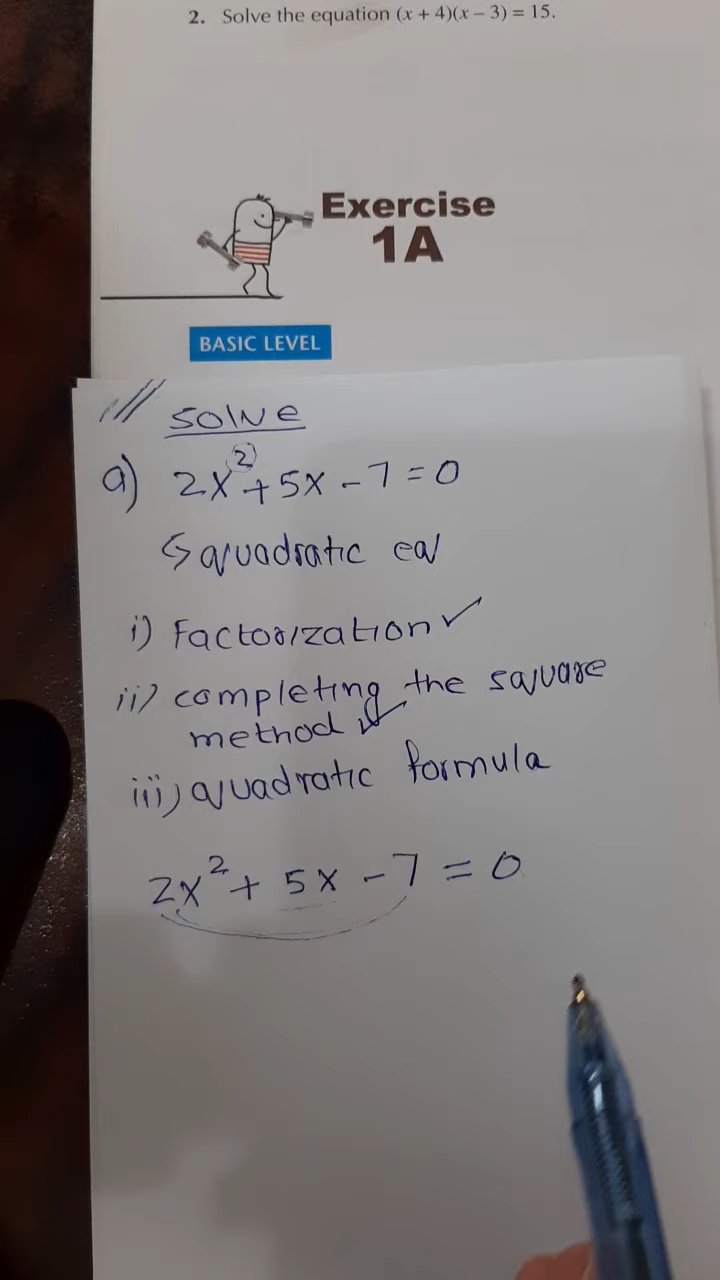 2. Solve the equation (x + 4)(x – 3) = 15.
Exercise
1A
BASIC LEVEL
SOLVE
a) 2x² + 5x - 7 = 0
↳ quadratic eq
i) Factorization ✓
ii) completing the square
method ✓
iii) quadratic formula
2x² + 5x - 7 = 0